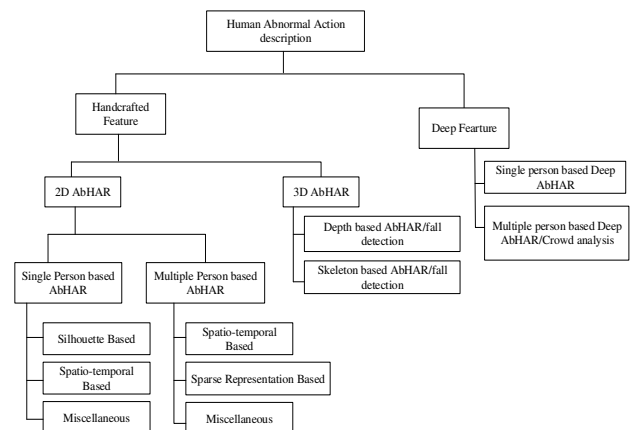 Human Abnormal Action
description
Handcrafted
Feature
Deep Fearture
2D AbHAR
3D AbHAR
Single person based Deep
AbHAR
Multiple person based Deep
AbHAR/Crowd analysis
Depth based AbHAR/fall
detection
Skeleton based AbHAR/fall
detection
Single Person based
AbHAR
Multiple Person based
AbHAR
Silhouette Based
Spatio-temporal
Based
Miscellaneous
Spatio-temporal
Based
Sparse Representation Based
Miscellaneous